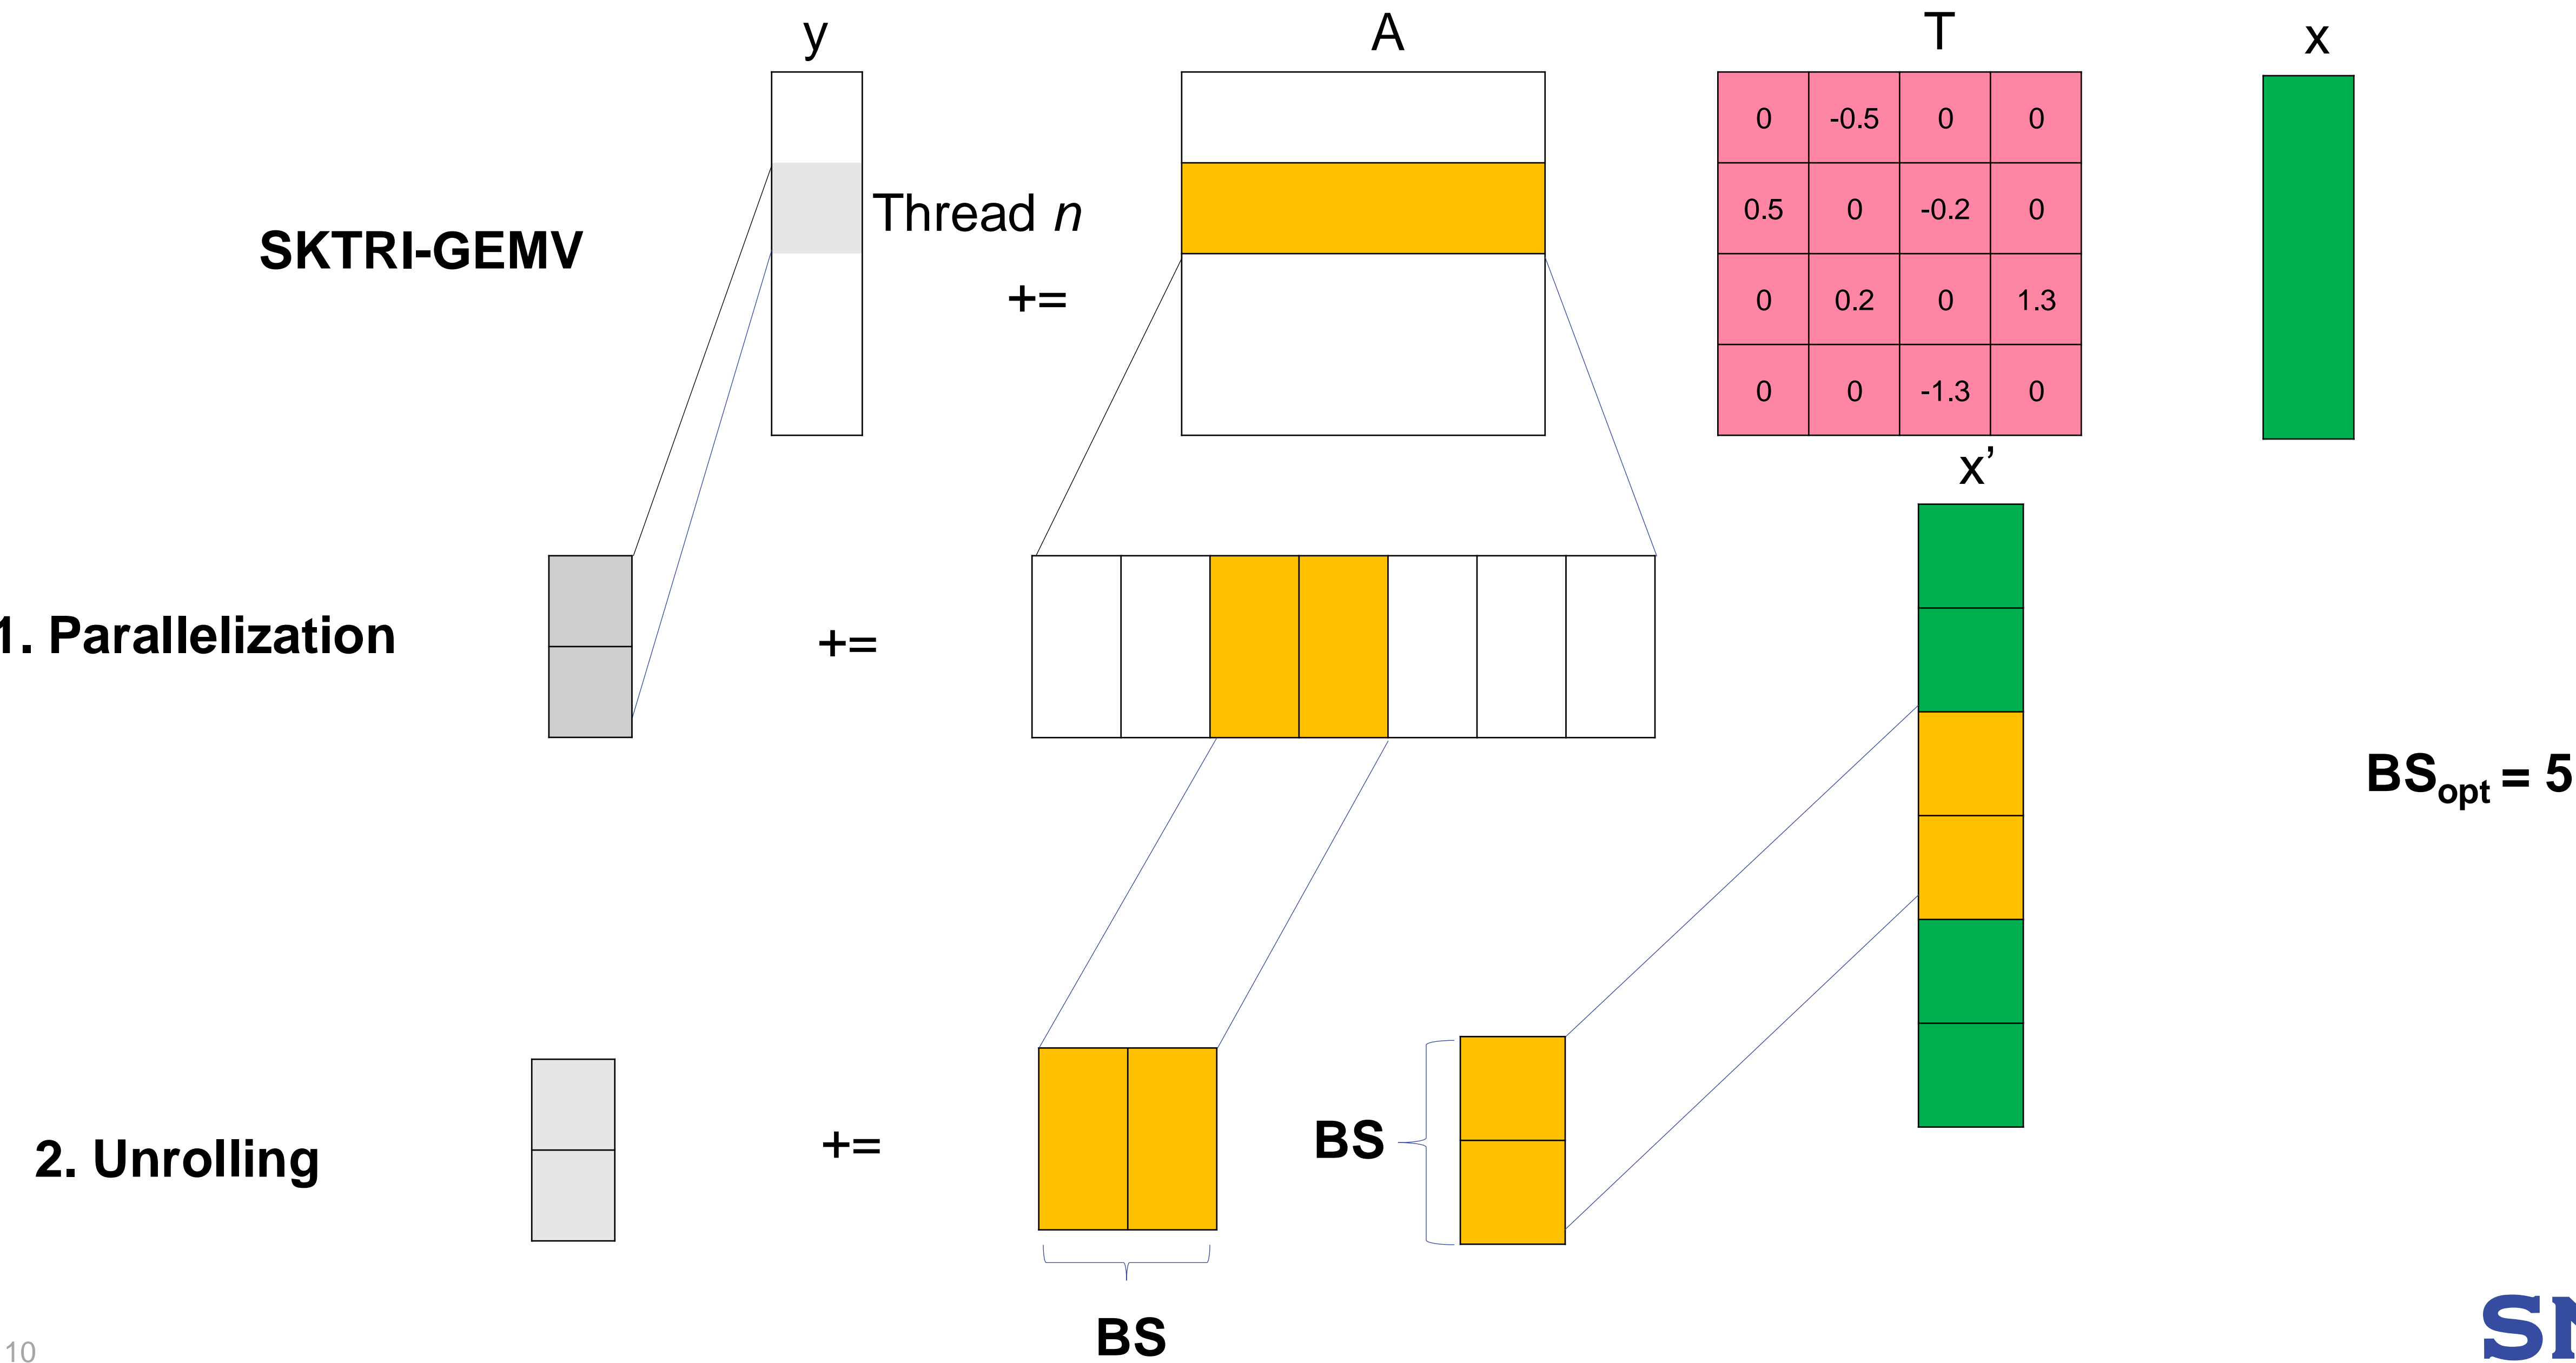 y
A
T
x
0 -0.5 0 0
0.5 0 -0.2 0
0 0.2 0 1.3
0 0 -1.3 0
SKTRI-GEMV
Thread n
+=
x’
1. Parallelization
+=
BSopt = 5
2. Unrolling
+=
BS
BS
10